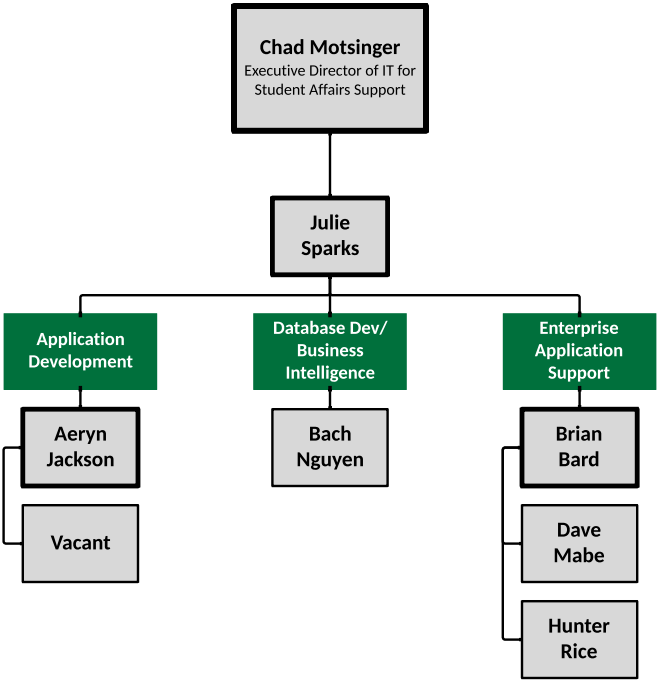 Chad Motsinger
Executive Director of IT for
Student Affairs Support
Julie
Sparks
Application
Development
Database Dev/
Business
Intelligence
Enterprise
Application
Support
Aeryn
Jackson
Bach
Nguyen
Brian
Bard
Vacant
Dave
Mabe
Hunter
Rice